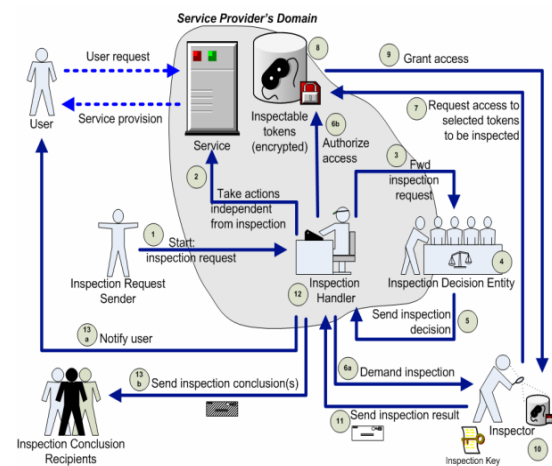 Service Provider's Domain
User request
Service provision
User
Service
8
Inspectable
tokens
(encrypted)
9
Grant access
7
Request access to
selected tokens
to be inspected
6b
Authorize
access
2
Take actions
independent
from inspection
3
Fwd
inspection
request
1
Start:
inspection request
Inspection Request
Sender
Inspection
Handler
12
4
Inspection Decision Entity
5
Send inspection
decision
13
a
Notify user
13
b
Send inspection conclusion(s)
Inspection Conclusion
Recipients
6a
Demand inspection
11
Send inspection result
Inspector
10
Inspection Key